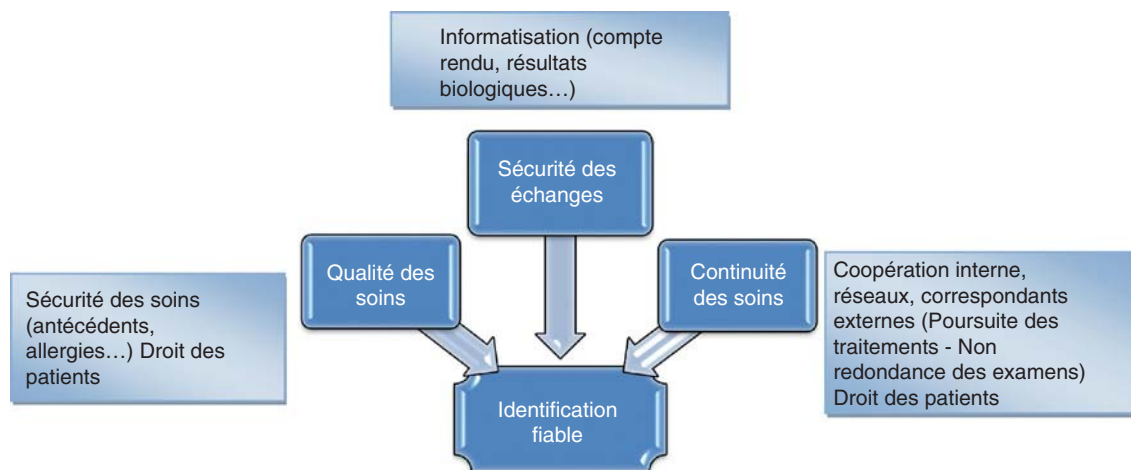 Informatisation (compte
rendu, résultats
biologiques…)
Sécurité des
échanges
Qualité des
soins
Continuité
des soins
Sécurité des soins
(antécédents,
allergies…) Droit des
patients
Coopération interne,
réseaux, correspondants
externes (Poursuite des
traitements - Non
redondance des examens)
Droit des patients
Identification
fiable